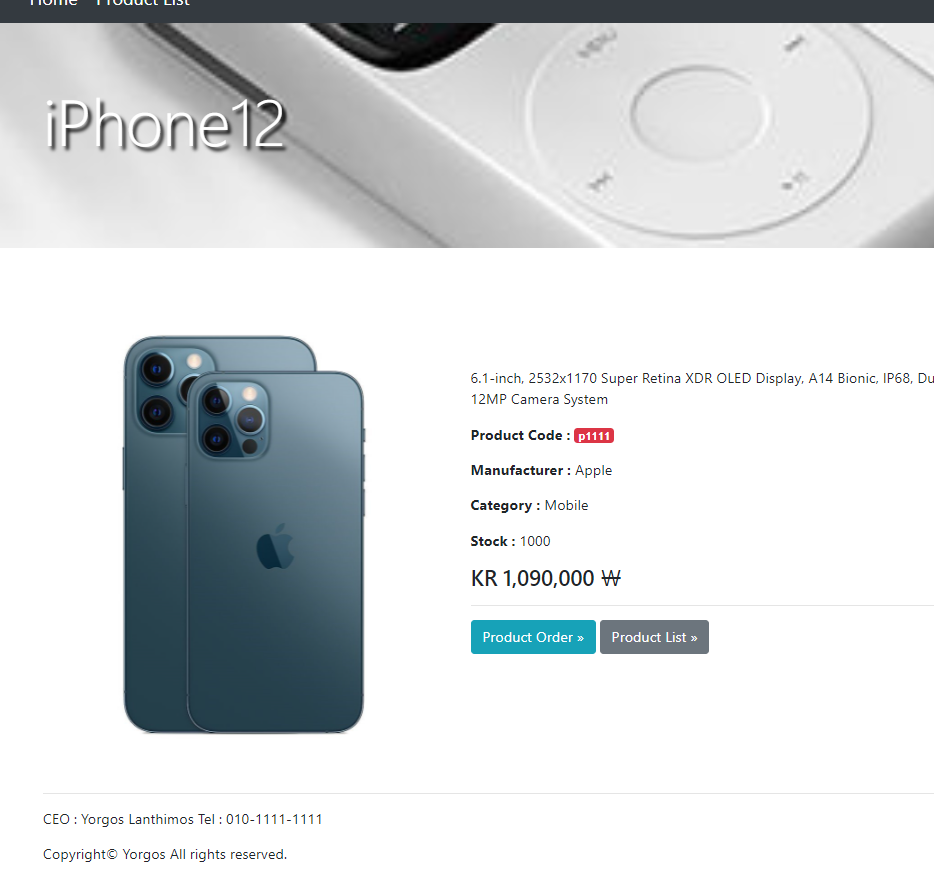 Home Product List
MENU
iPhone12
6.1-inch, 2532x1170 Super Retina XDR OLED Display, A14 Bionic, IP68, Du
12MP Camera System
Product Code : p1111
Manufacturer : Apple
Category : Mobile
Stock : 1000
KR 1,090,000 ₩
Product Order » Product List »
CEO : Yorgos Lanthimos Tel : 010-1111-1111
Copyright© Yorgos All rights reserved.